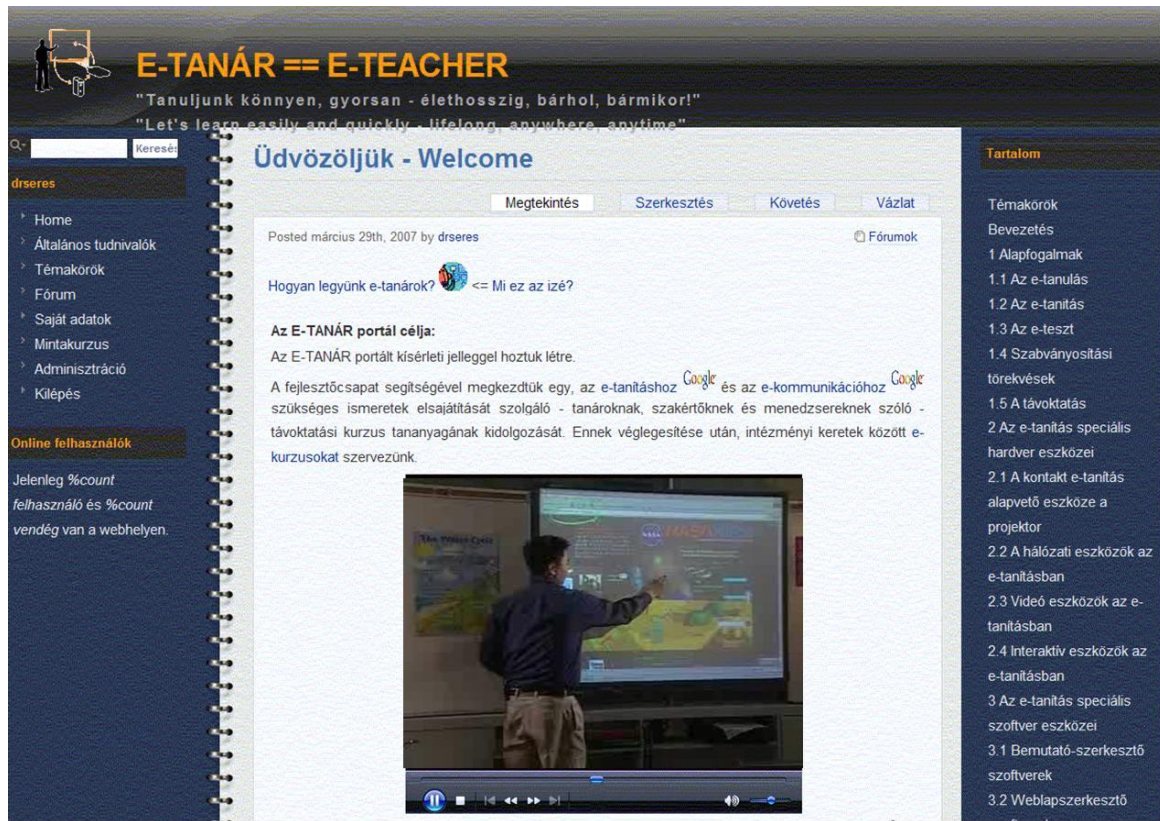 E-TANÁR == E-TEACHER
"Tanuljunk könnyen, gyorsan - élethosszig, bárhol, bármikor!"
"Let's learn easily and quickly - lifelong, anywhere, anytime"
Keresés
drseres
Home
Általános tudnivalók
Témakörök
Fórum
Saját adatok
Mintakurzus
Adminisztráció
Kilépés
Online felhasználók
Jelenleg %count
felhasználó és %count
vendég van a webhelyen.
Üdvözöljük - Welcome
Megtekintés Szerkesztés Követés Vázlat
Posted március 29th, 2007 by drseres Fórumok
Hogyan legyünk e-tanárok? <= Mi ez az izé?
Az E-TANÁR portál célja:
Az E-TANÁR portált kísérleti jelleggel hoztuk létre.
A fejlesztőcsapat segítségével megkezdtük egy, az e-tanításhoz Google és az e-kommunikációhoz Google
szükséges ismeretek elsajátítását szolgáló - tanároknak, szakértőknek és menedzsereknek szóló -
távoktatási kurzus tananyagának kidolgozását. Ennek véglegesítése után, intézményi keretek között e-
kurzusokat szervezünk.
The Water Cycle
NASA
Tartalom
Témakörök
Bevezetés
1 Alapfogalmak
1.1 Az e-tanulás
1.2 Az e-tanítás
1.3 Az e-teszt
1.4 Szabványosítási
törekvések
1.5 A távoktatás
2 Az e-tanítás speciális
hardver eszközei
2.1 A kontakt e-tanítás
alapvető eszköze a
projektor
2.2 A hálózati eszközök az
e-tanításban
2.3 Videó eszközök az e-
tanításban
2.4 Interaktív eszközök az
e-tanításban
3 Az e-tanítás speciális
szoftver eszközei
3.1 Bemutató-szerkesztő
szoftverek
3.2 Weblapszerkesztő